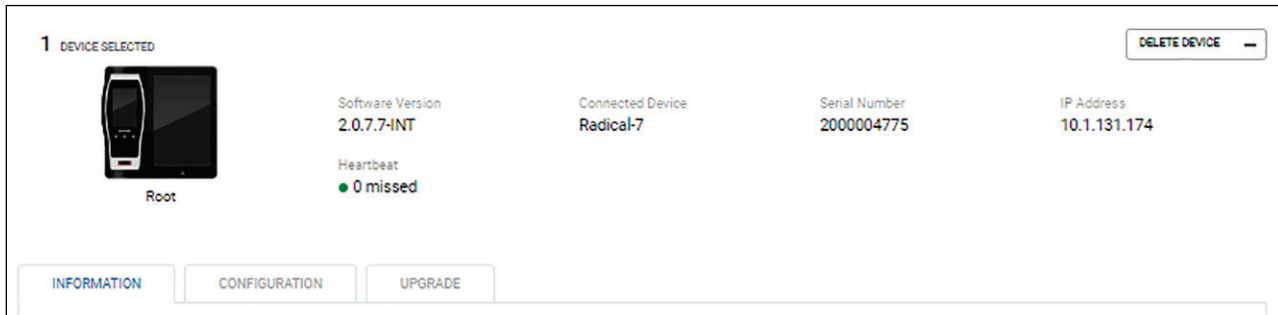 1 DEVICE SELECTED
DELETE DEVICE
Root
Software Version
2.0.7.7-INT
Connected Device
Radical-7
Serial Number
2000004775
IP Address
10.1.131.174
Heartbeat
0 missed
INFORMATION
CONFIGURATION
UPGRADE